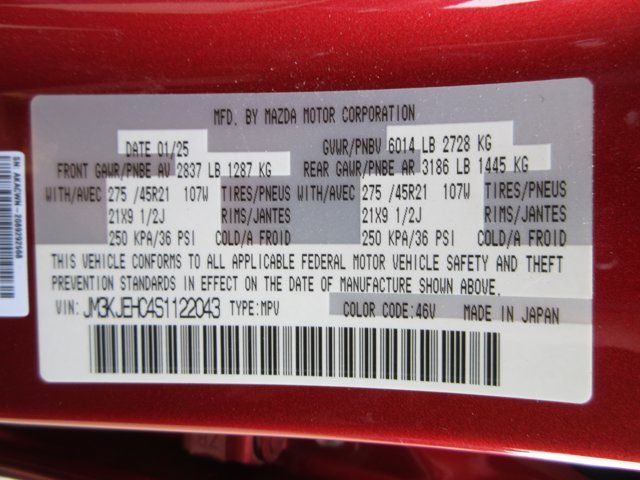 MFD. BY MAZDA MOTOR CORPORATION
DATE 01/25 GVWR/PNBV 6014 LB 2728 KG
FRONT GAWR/PNBE AV 2837 LB 1287 KG REAR GAWR/PNBE AR 3186 LB 1445 KG
WITH/AVEC 275 /45R21 107W TIRES/PNEUS WITH/AVEC 275 /45R21 107W TIRES/PNEUS
21X9 1/2J RIMS/JANTES 21X9 1/2J RIMS/JANTES
250 KPA/36 PSI COLD/A FROID 250 KPA/36 PSI COLD/A FROID
THIS VEHICLE CONFORMS TO ALL APPLICABLE FEDERAL MOTOR VEHICLE SAFETY AND THEFT
PREVENTION STANDARDS IN EFFECT ON THE DATE OF MANUFACTURE SHOWN ABOVE.
VIN: JM3KJEHC4S1122043 TYPE:MPV COLOR CODE:46V MADE IN JAPAN